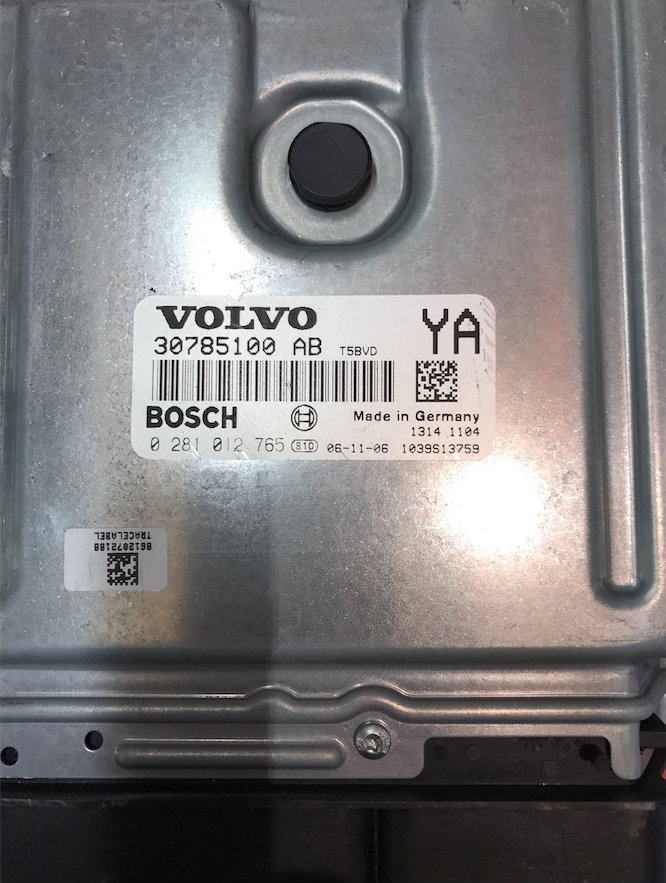 VOLVO
YA
30785100 AB T5BVD
BOSCH Made in Germany
1314 1104
0 281 012 765 S10 06-11-06 1039S13759
8612072188
TRACELABEL